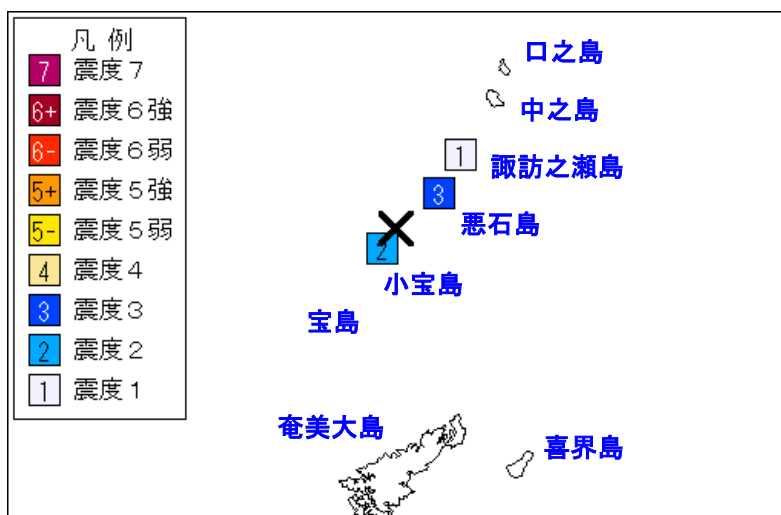 凡 例
7 震度７
6+ 震度６強
6- 震度６弱
5+ 震度５強
5- 震度５弱
4 震度４
3 震度３
2 震度２
1 震度１
口之島
中之島
1
諏訪之瀬島
3
悪石島
2
小宝島
宝島
奄美大島
喜界島